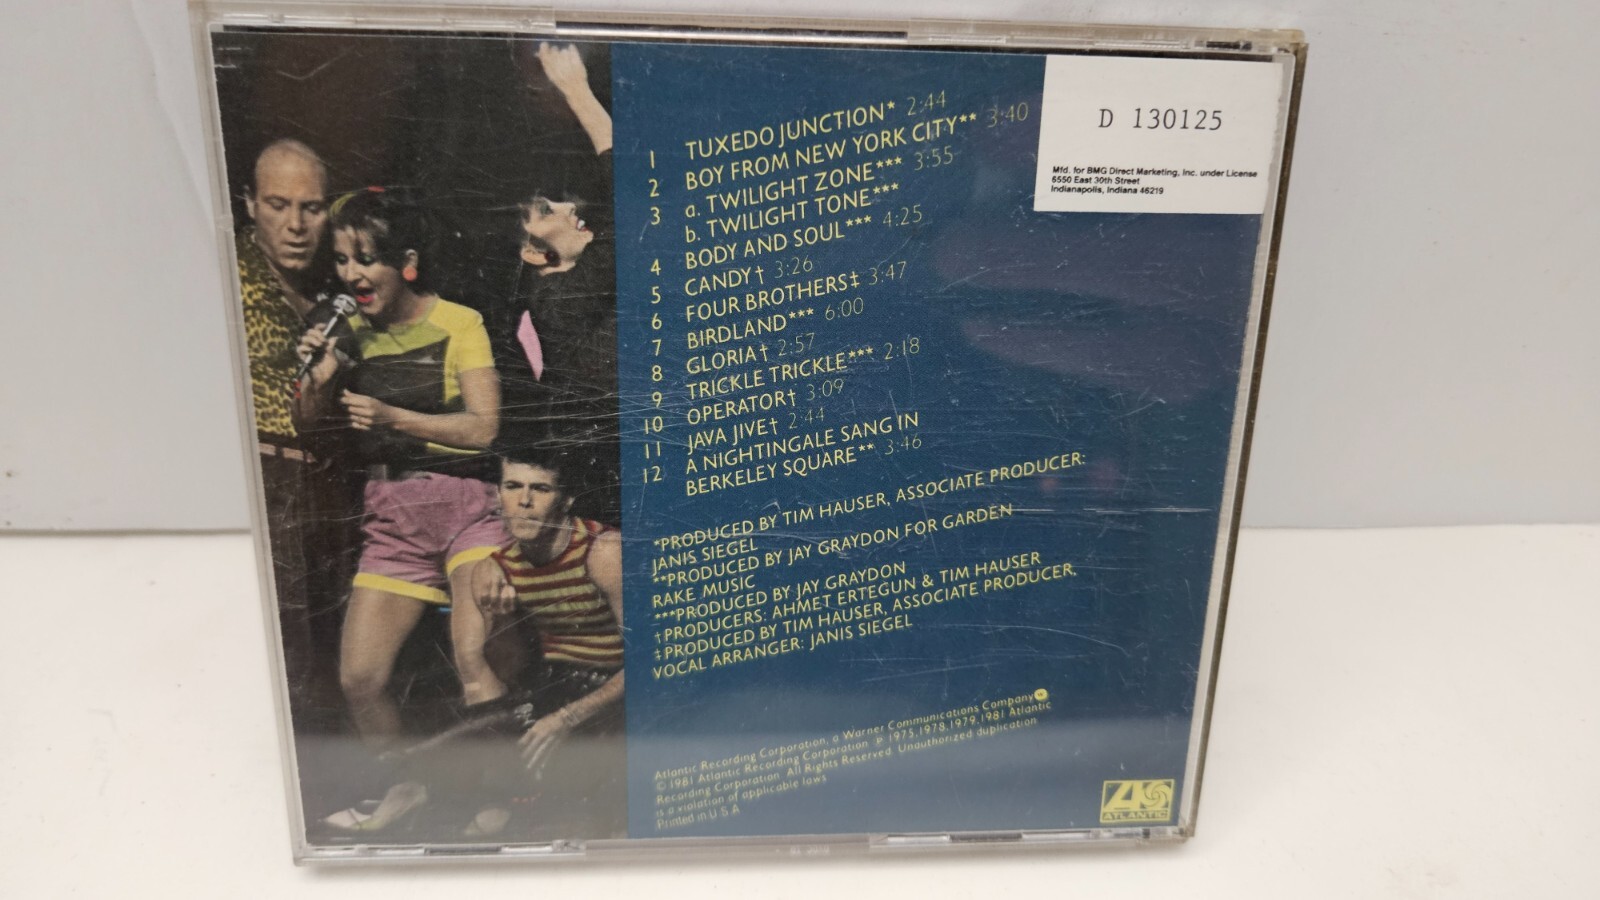 1 TUXEDO JUNCTION* 2:44
2 BOY FROM NEW YORK CITY** 3:40
3 a. TWILIGHT ZONE*** 3:55
b. TWILIGHT TONE***
4 BODY AND SOUL*** 4:25
5 CANDY† 3:26
6 FOUR BROTHERS‡ 3:47
7 BIRDLAND*** 6:00
8 GLORIA† 2:57
9 TRICKLE TRICKLE*** 2:18
10 OPERATOR† 3:09
11 JAVA JIVE† 2:44
12 A NIGHTINGALE SANG IN
BERKELEY SQUARE** 3:46
*PRODUCED BY TIM HAUSER, ASSOCIATE PRODUCER:
JANIS SIEGEL
**PRODUCED BY JAY GRAYDON FOR GARDEN
RAKE MUSIC
***PRODUCED BY JAY GRAYDON
†PRODUCERS: AHMET ERTEGUN & TIM HAUSER
‡PRODUCED BY TIM HAUSER, ASSOCIATE PRODUCER,
VOCAL ARRANGER: JANIS SIEGEL
Atlantic Recording Corporation, a Warner Communications Company
© 1981 Atlantic Recording Corporation ℗ 1975,1978,1979,1981 Atlantic
Recording Corporation. All Rights Reserved. Unauthorized duplication
is a violation of applicable laws
Printed in U.S.A.
D 130125
Mfd. for BMG Direct Marketing, Inc. under License
6550 East 30th Street
Indianapolis, Indiana 46219
ATLANTIC